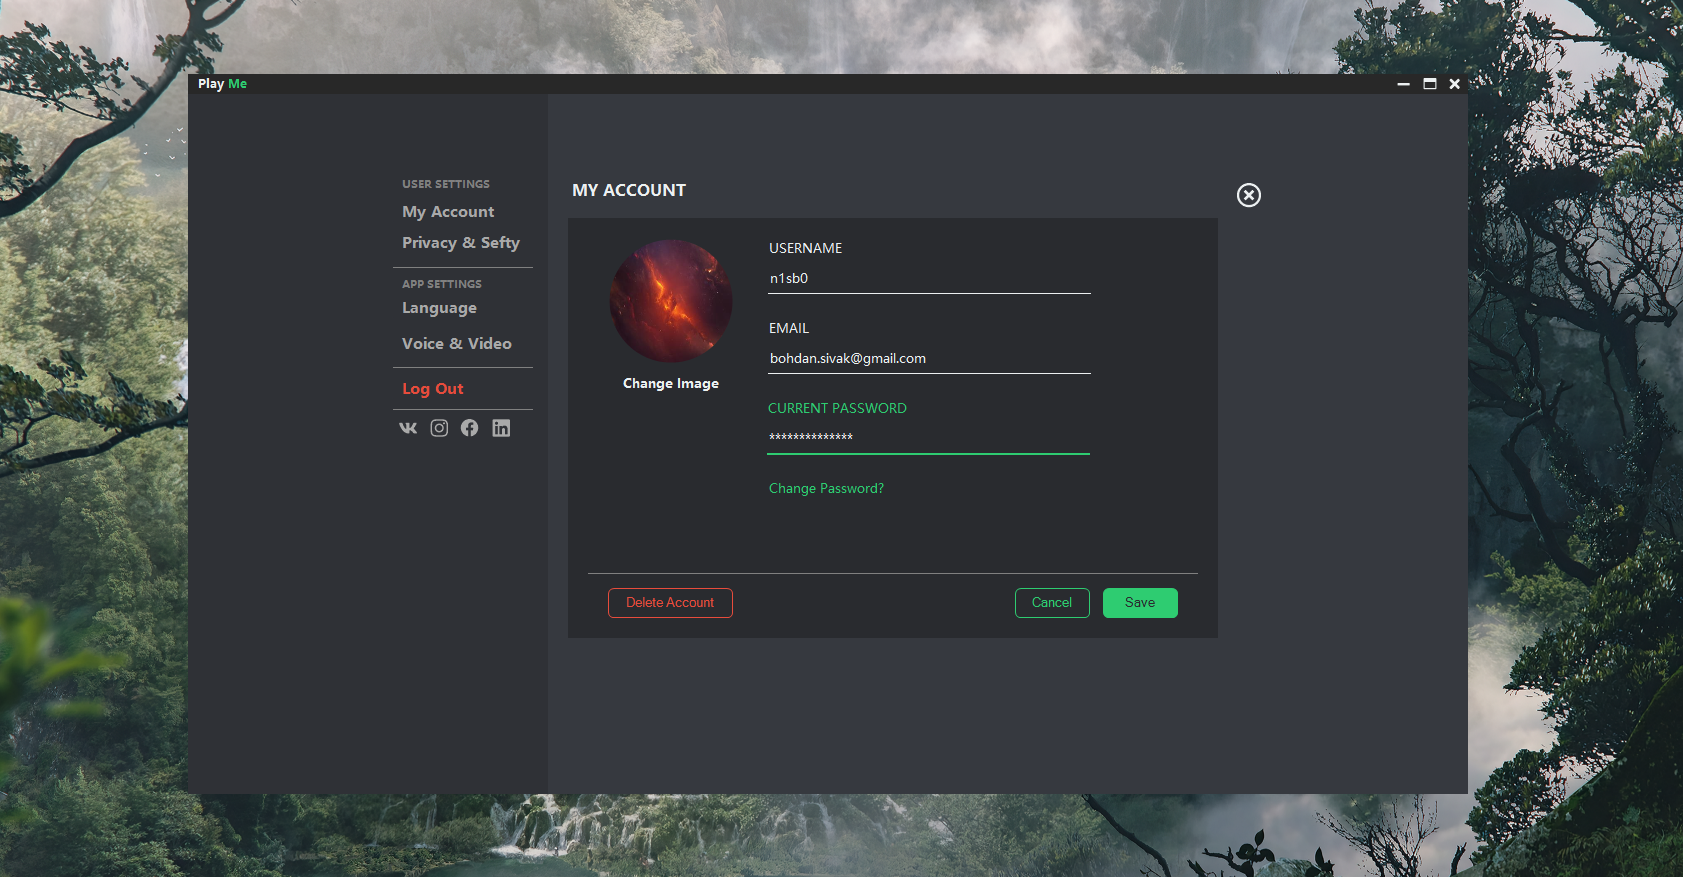 Play Me
USER SETTINGS
My Account
Privacy & Sefty
APP SETTINGS
Language
Voice & Video
Log Out
MY ACCOUNT
Change Image
USERNAME
n1sb0
EMAIL
bohdan.sivak@gmail.com
CURRENT PASSWORD
**************
Change Password?
Delete Account
Cancel
Save